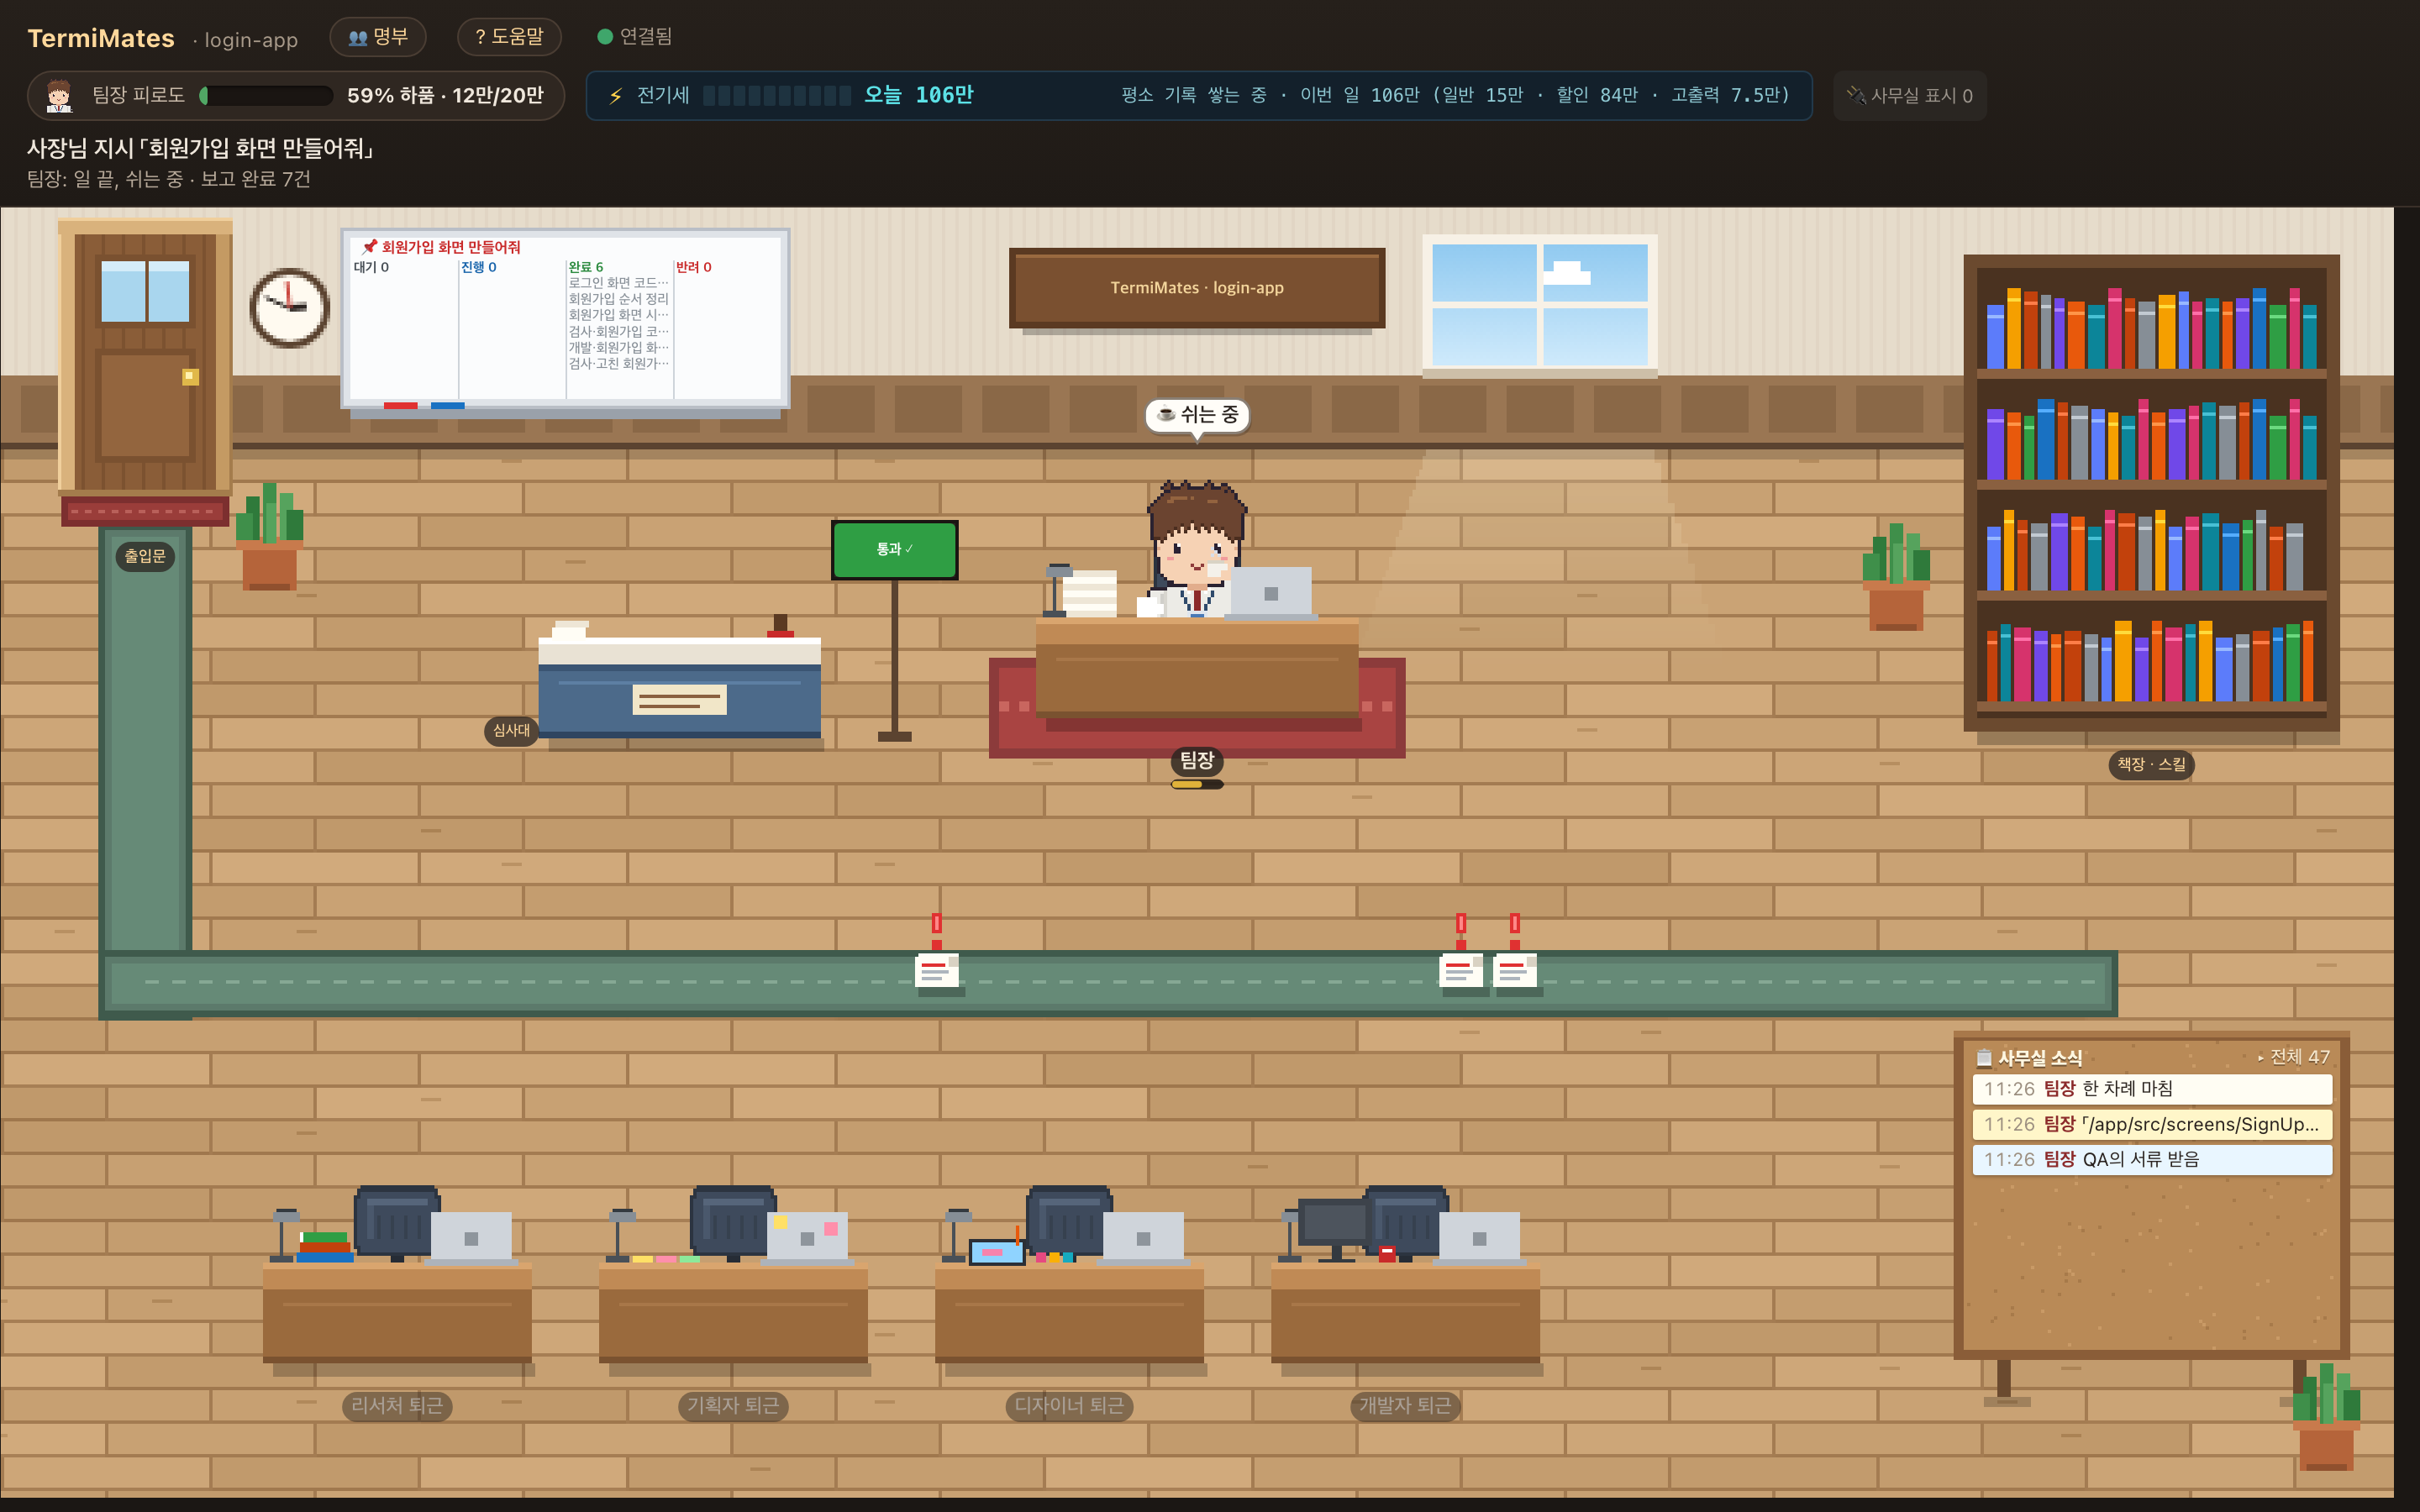 TermiMates · login-app 명부 ? 도움말 연결됨
팀장 피로도 59% 하품 · 12만/20만
전기세 오늘 106만 평소 기록 쌓는 중 · 이번 일 106만 (일반 15만 · 할인 84만 · 고출력 7.5만)
사무실 표시 0
사장님 지시 「회원가입 화면 만들어줘」
팀장: 일 끝, 쉬는 중 · 보고 완료 7건
회원가입 화면 만들어줘
대기 0
진행 0
완료 6
로그인 화면 코드…
회원가입 순서 정리
회원가입 화면 시…
검사·회원가입 코…
개발·회원가입 화…
검사·고친 회원가…
반려 0
TermiMates · login-app
쉬는 중
출입문
통과 ✓
심사대
팀장
책장 · 스킬
사무실 소식 ▸ 전체 47
11:26 팀장 한 차례 마침
11:26 팀장 「/app/src/screens/SignUp…
11:26 팀장 QA의 서류 받음
리서처 퇴근
기획자 퇴근
디자이너 퇴근
개발자 퇴근